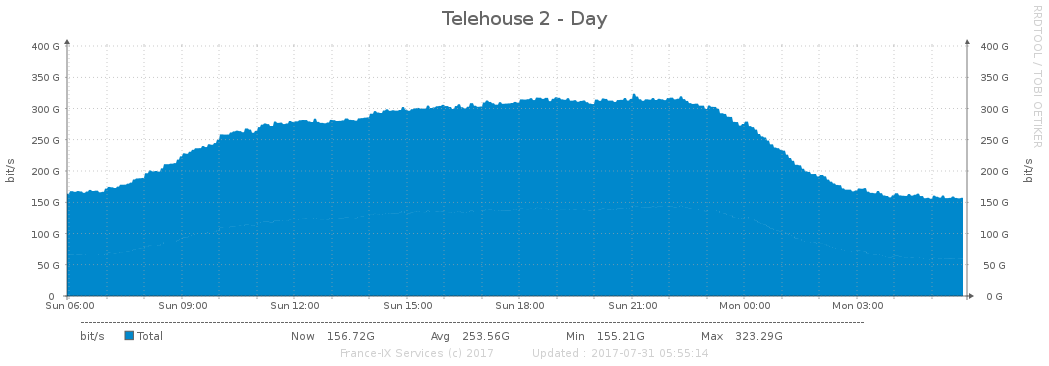 Telehouse 2 - Day
RRDTOOL / TOBI OETIKER
400 G 400 G
350 G 350 G
300 G 300 G
250 G 250 G
200 G 200 G
150 G 150 G
100 G 100 G
50 G 50 G
0 0 G
bit/s bit/s
Sun 06:00 Sun 09:00 Sun 12:00 Sun 15:00 Sun 18:00 Sun 21:00 Mon 00:00 Mon 03:00
bit/s Total Now 156.72G Avg 253.56G Min 155.21G Max 323.29G
France-IX Services (c) 2017 Updated : 2017-07-31 05:55:14